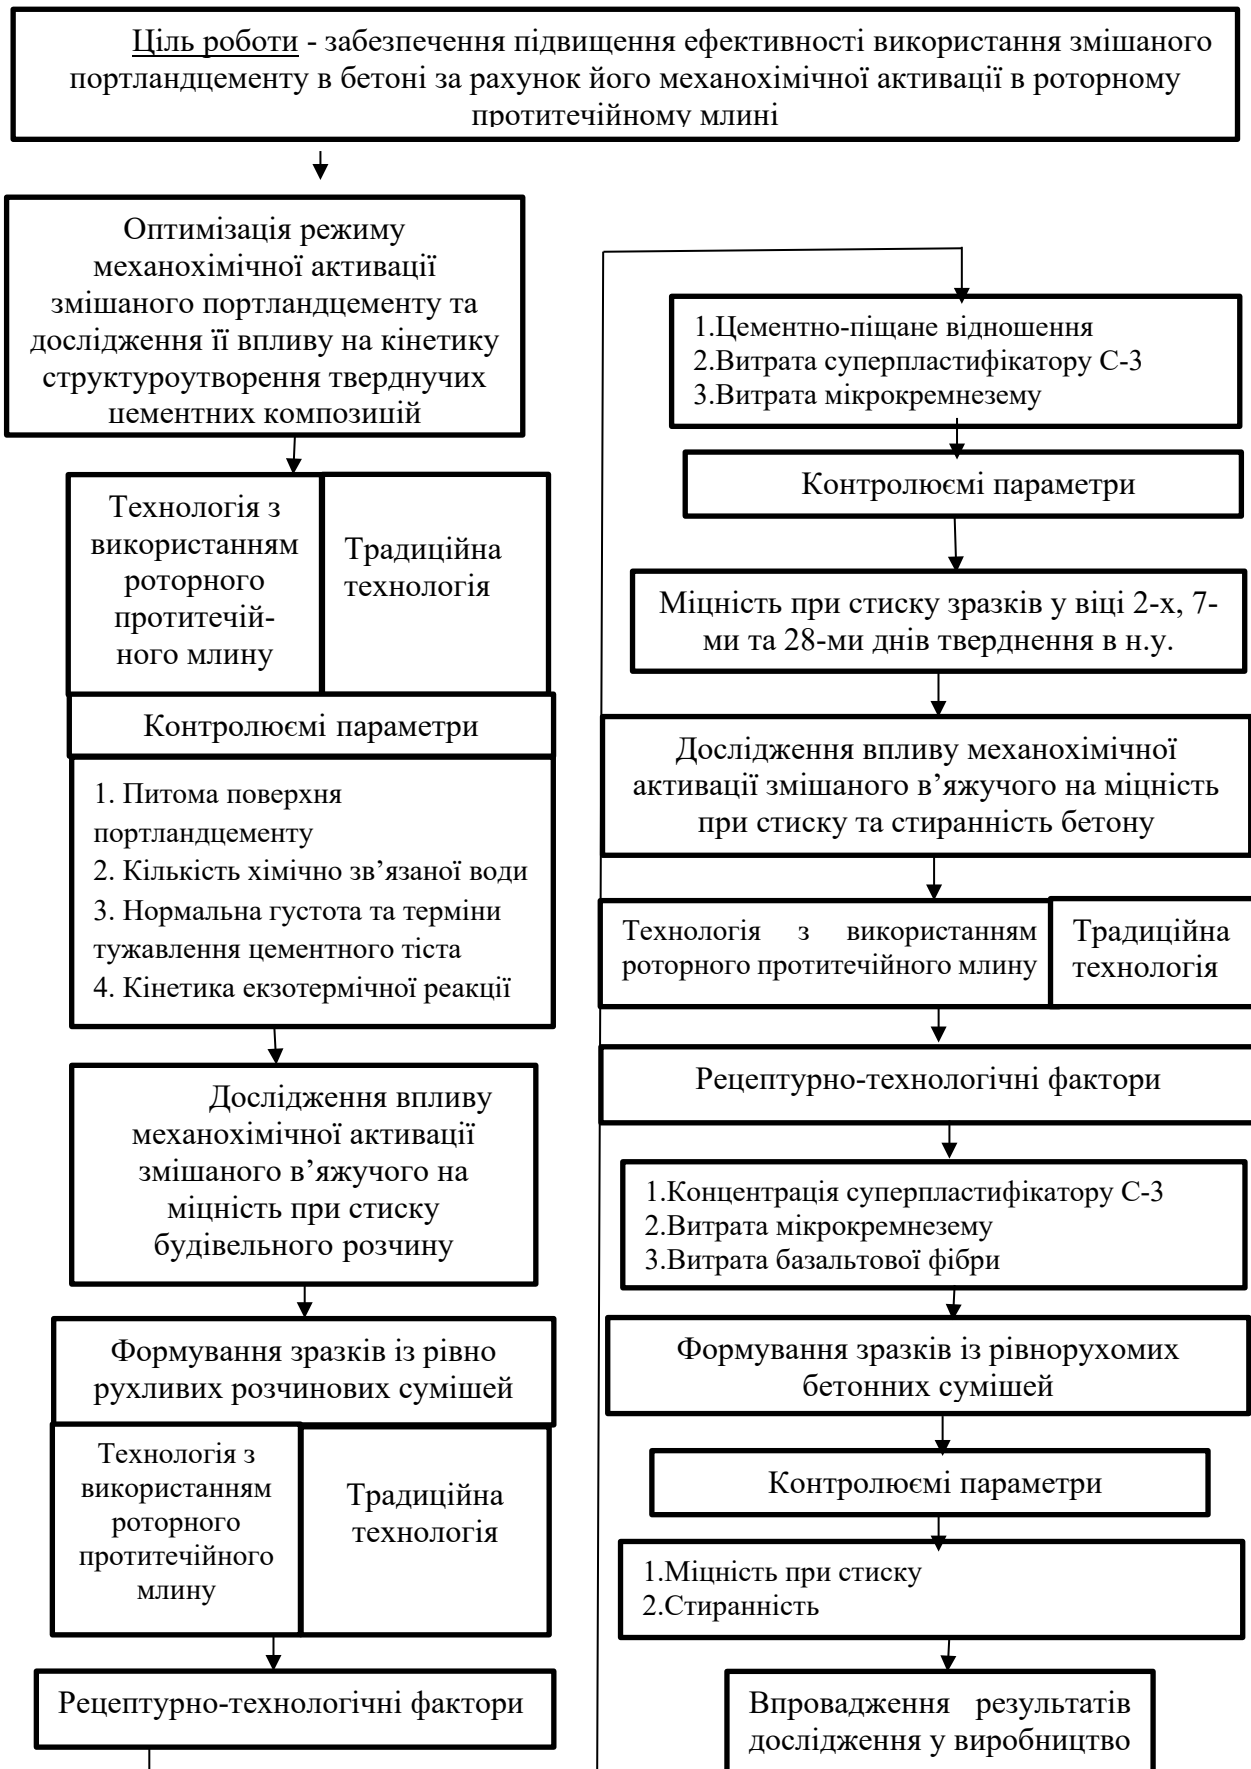 Ціль роботи - забезпечення підвищення ефективності використання змішаного
портландцементу в бетоні за рахунок його механохімічної активації в роторному
протитечійному млині
Оптимізація режиму
механохімічної активації
змішаного портландцементу та
дослідження її впливу на кінетику
структуроутворення твердnучих
цементних композицій
Технологія з
використанням
роторного
протитечій-
ного млину
Традиційна
технологія
Контролюємі параметри
1. Питома поверхня
портландцементу
2. Кількість хімічно зв’язаної води
3. Нормальна густота та терміни
тужавлення цементного тіста
4. Кінетика екзотермічної реакції
Дослідження впливу
механохімічної активації
змішаного в’яжучого на
міцність при стиску
будівельного розчину
Формування зразків із рівно
рухливих розчинових сумішей
Технологія з
використанням
роторного
протитечійного
млину
Традиційна
технологія
Рецептурно-технологічні фактори
1.Цементно-піщане відношення
2.Витрата суперпластифікатору С-3
3.Витрата мікрокремнезему
Контролюємі параметри
Міцність при стиску зразків у віці 2-х, 7-
ми та 28-ми днів тверднення в н.у.
Дослідження впливу механохімічної
активації змішаного в’яжучого на міцність
при стиску та стиранність бетону
Технологія з використанням
роторного протитечійного млину
Традиційна
технологія
Рецептурно-технологічні фактори
1.Концентрація суперпластифікатору С-3
2.Витрата мікрокремнезему
3.Витрата базальтової фібри
Формування зразків із рівнорухомих
бетонних сумішей
Контролюємі параметри
1.Міцність при стиску
2.Стиранність
Впровадження результатів
дослідження у виробництво